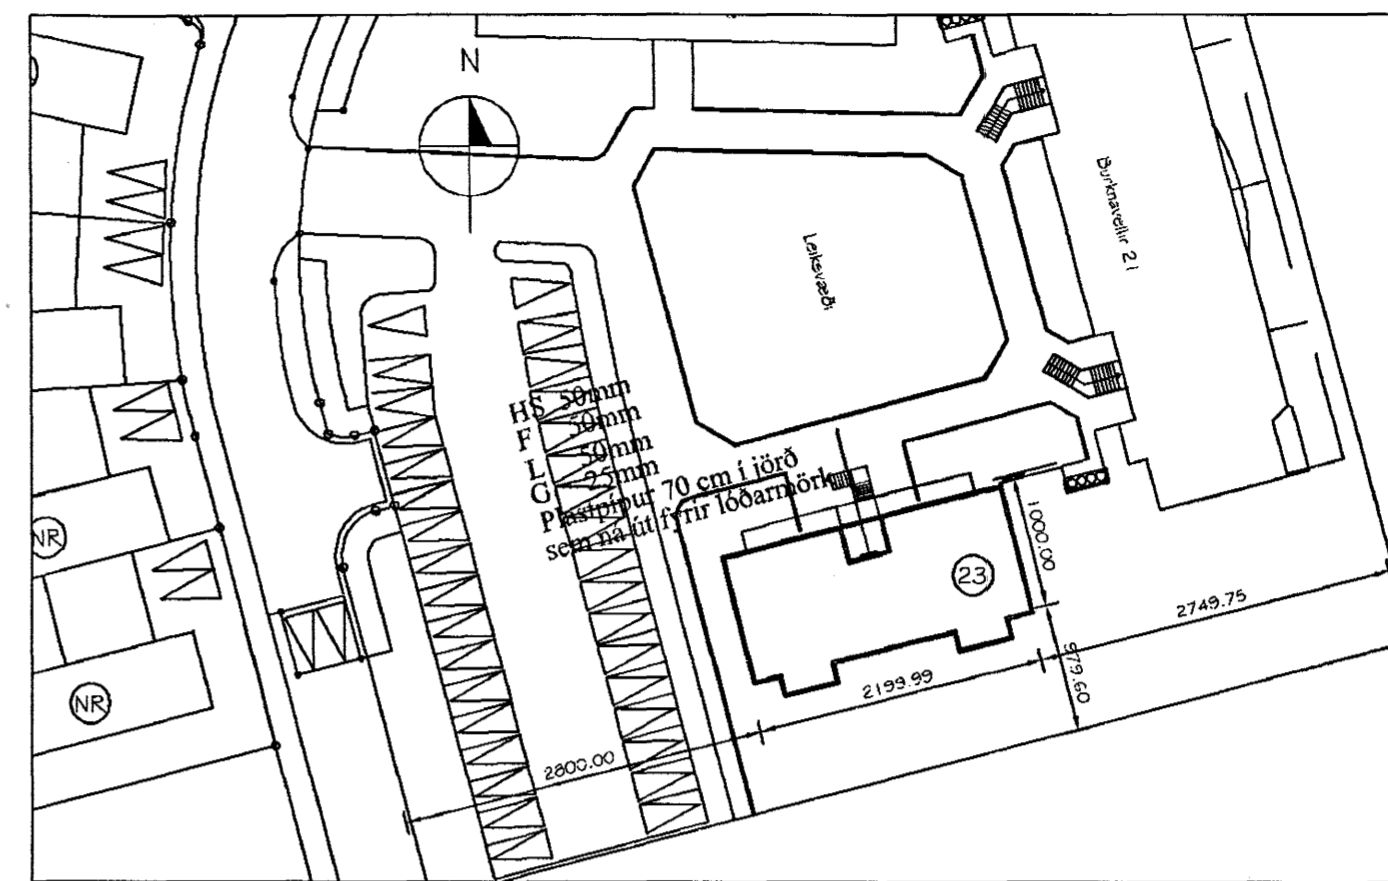 N
Burknavellir 21
Leiksvæði
HS 50mm
F 50mm
L 50mm
G 25mm
Plastpípur 70 cm í jörð
sem ná út fyrir lóðarmörk
1000.00
23
NR
2749.75
979.60
2199.99
NR
2800.00